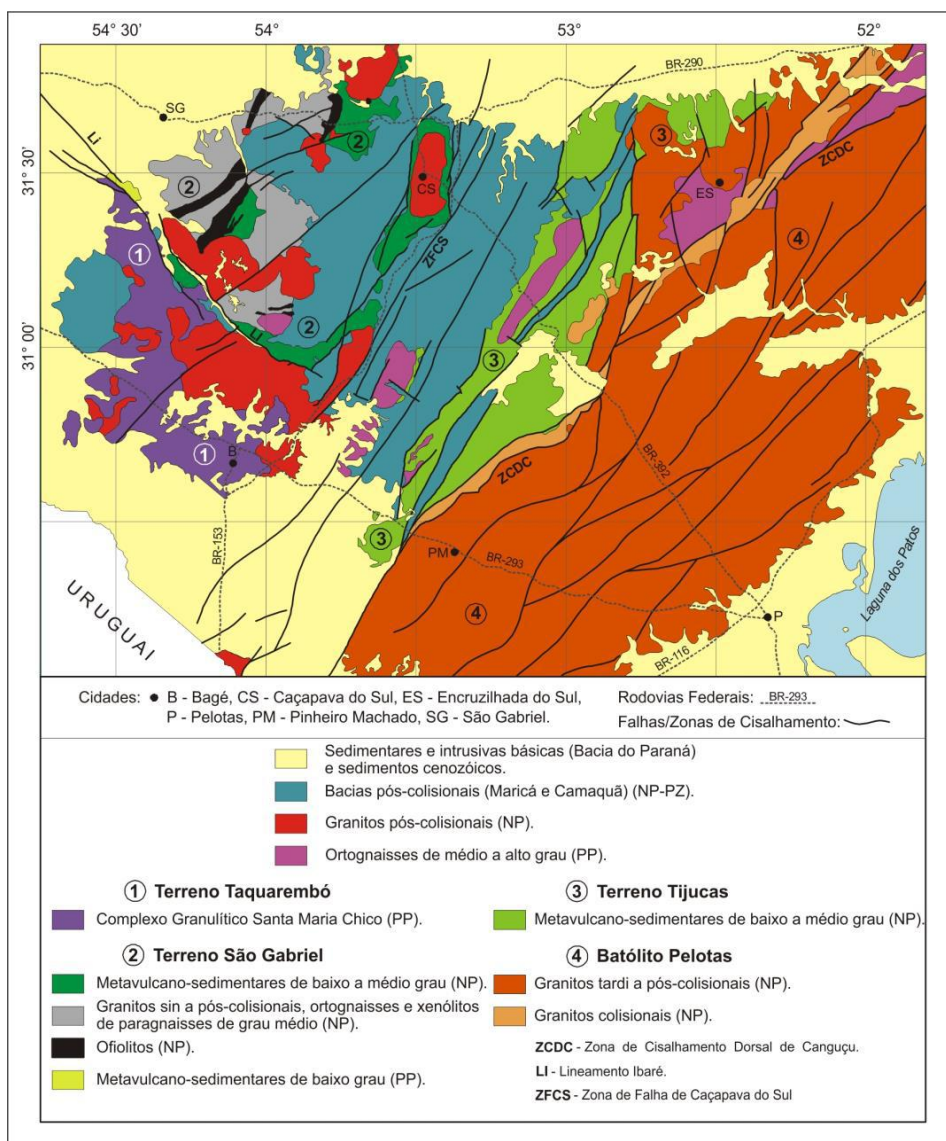 54° 30'
54°
53°
52°
BR-290
SG
LI
31° 30'
2
2
CS
3
ES
ZCDC
1
ZFCS
4
2
LI
31° 00'
3
1
B
ZCDC
BR-392
3
BR-153
PM
BR-293
4
P
BR-116
Laguna dos Patos
URUGUAI
Cidades: ● B - Bagé, CS - Caçapava do Sul, ES - Encruzilhada do Sul,
P - Pelotas, PM - Pinheiro Machado, SG - São Gabriel.
Rodovias Federais: BR-293
Falhas/Zonas de Cisalhamento:
Sedimentares e intrusivas básicas (Bacia do Paraná)
e sedimentos cenozóicos.
Bacias pós-colisionais (Maricá e Camaquã) (NP-PZ).
Granitos pós-colisionais (NP).
Ortognaisses de médio a alto grau (PP).
1 Terreno Taquarembó
Complexo Granulítico Santa Maria Chico (PP).
2 Terreno São Gabriel
Metavulcano-sedimentares de baixo a médio grau (NP).
Granitos sin a pós-colisionais, ortognaisses e xenólitos
de paragnaisses de grau médio (NP).
Ofiolitos (NP).
Metavulcano-sedimentares de baixo grau (PP).
3 Terreno Tijucas
Metavulcano-sedimentares de baixo a médio grau (NP).
4 Batólito Pelotas
Granitos tardi a pós-colisionais (NP).
Granitos colisionais (NP).
ZCDC - Zona de Cisalhamento Dorsal de Canguçu.
LI - Lineamento Ibaré.
ZFCS - Zona de Falha de Caçapava do Sul